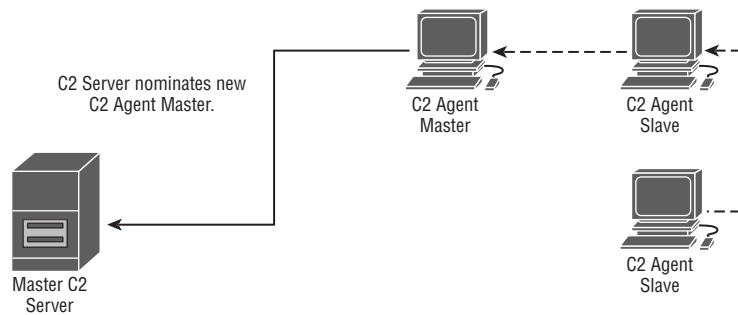 C2 Server nominates new
C2 Agent Master.
C2 Agent
Master
C2 Agent
Slave
C2 Agent
Slave
Master C2
Server